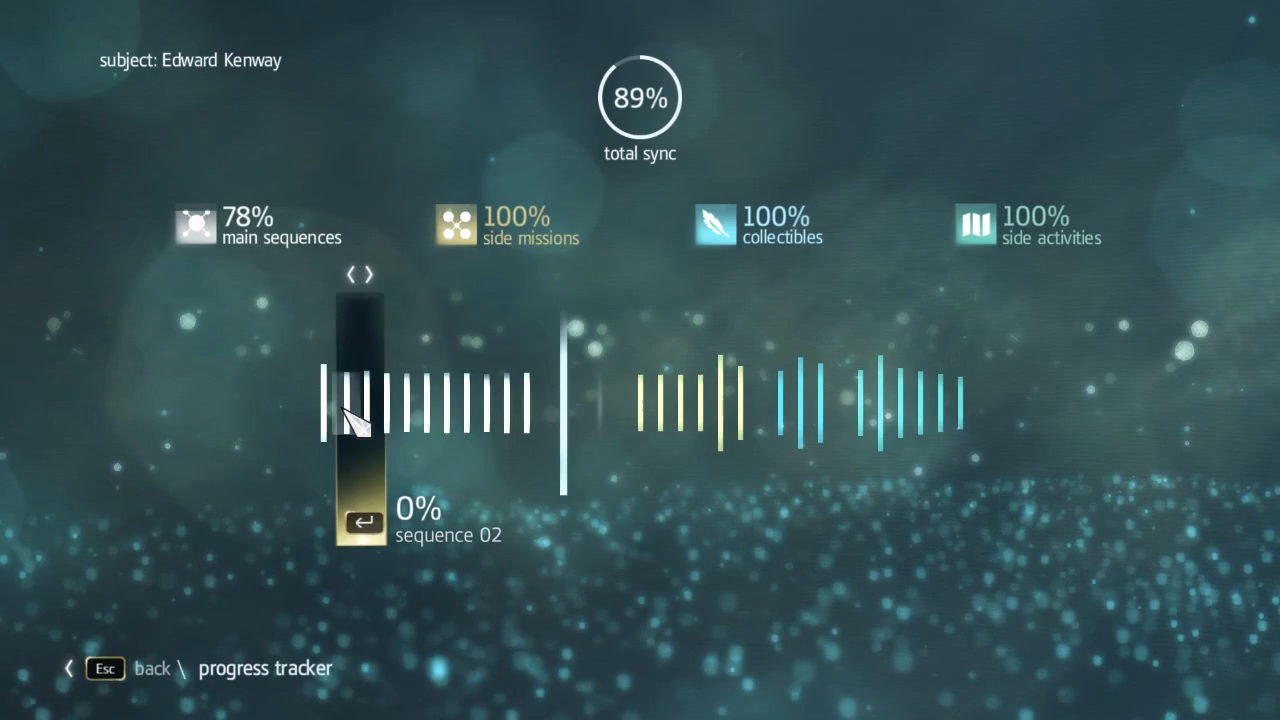 subject: Edward Kenway
89%
total sync
78%
main sequences
100%
side missions
100%
collectibles
100%
side activities
0%
sequence 02
Esc back \ progress tracker